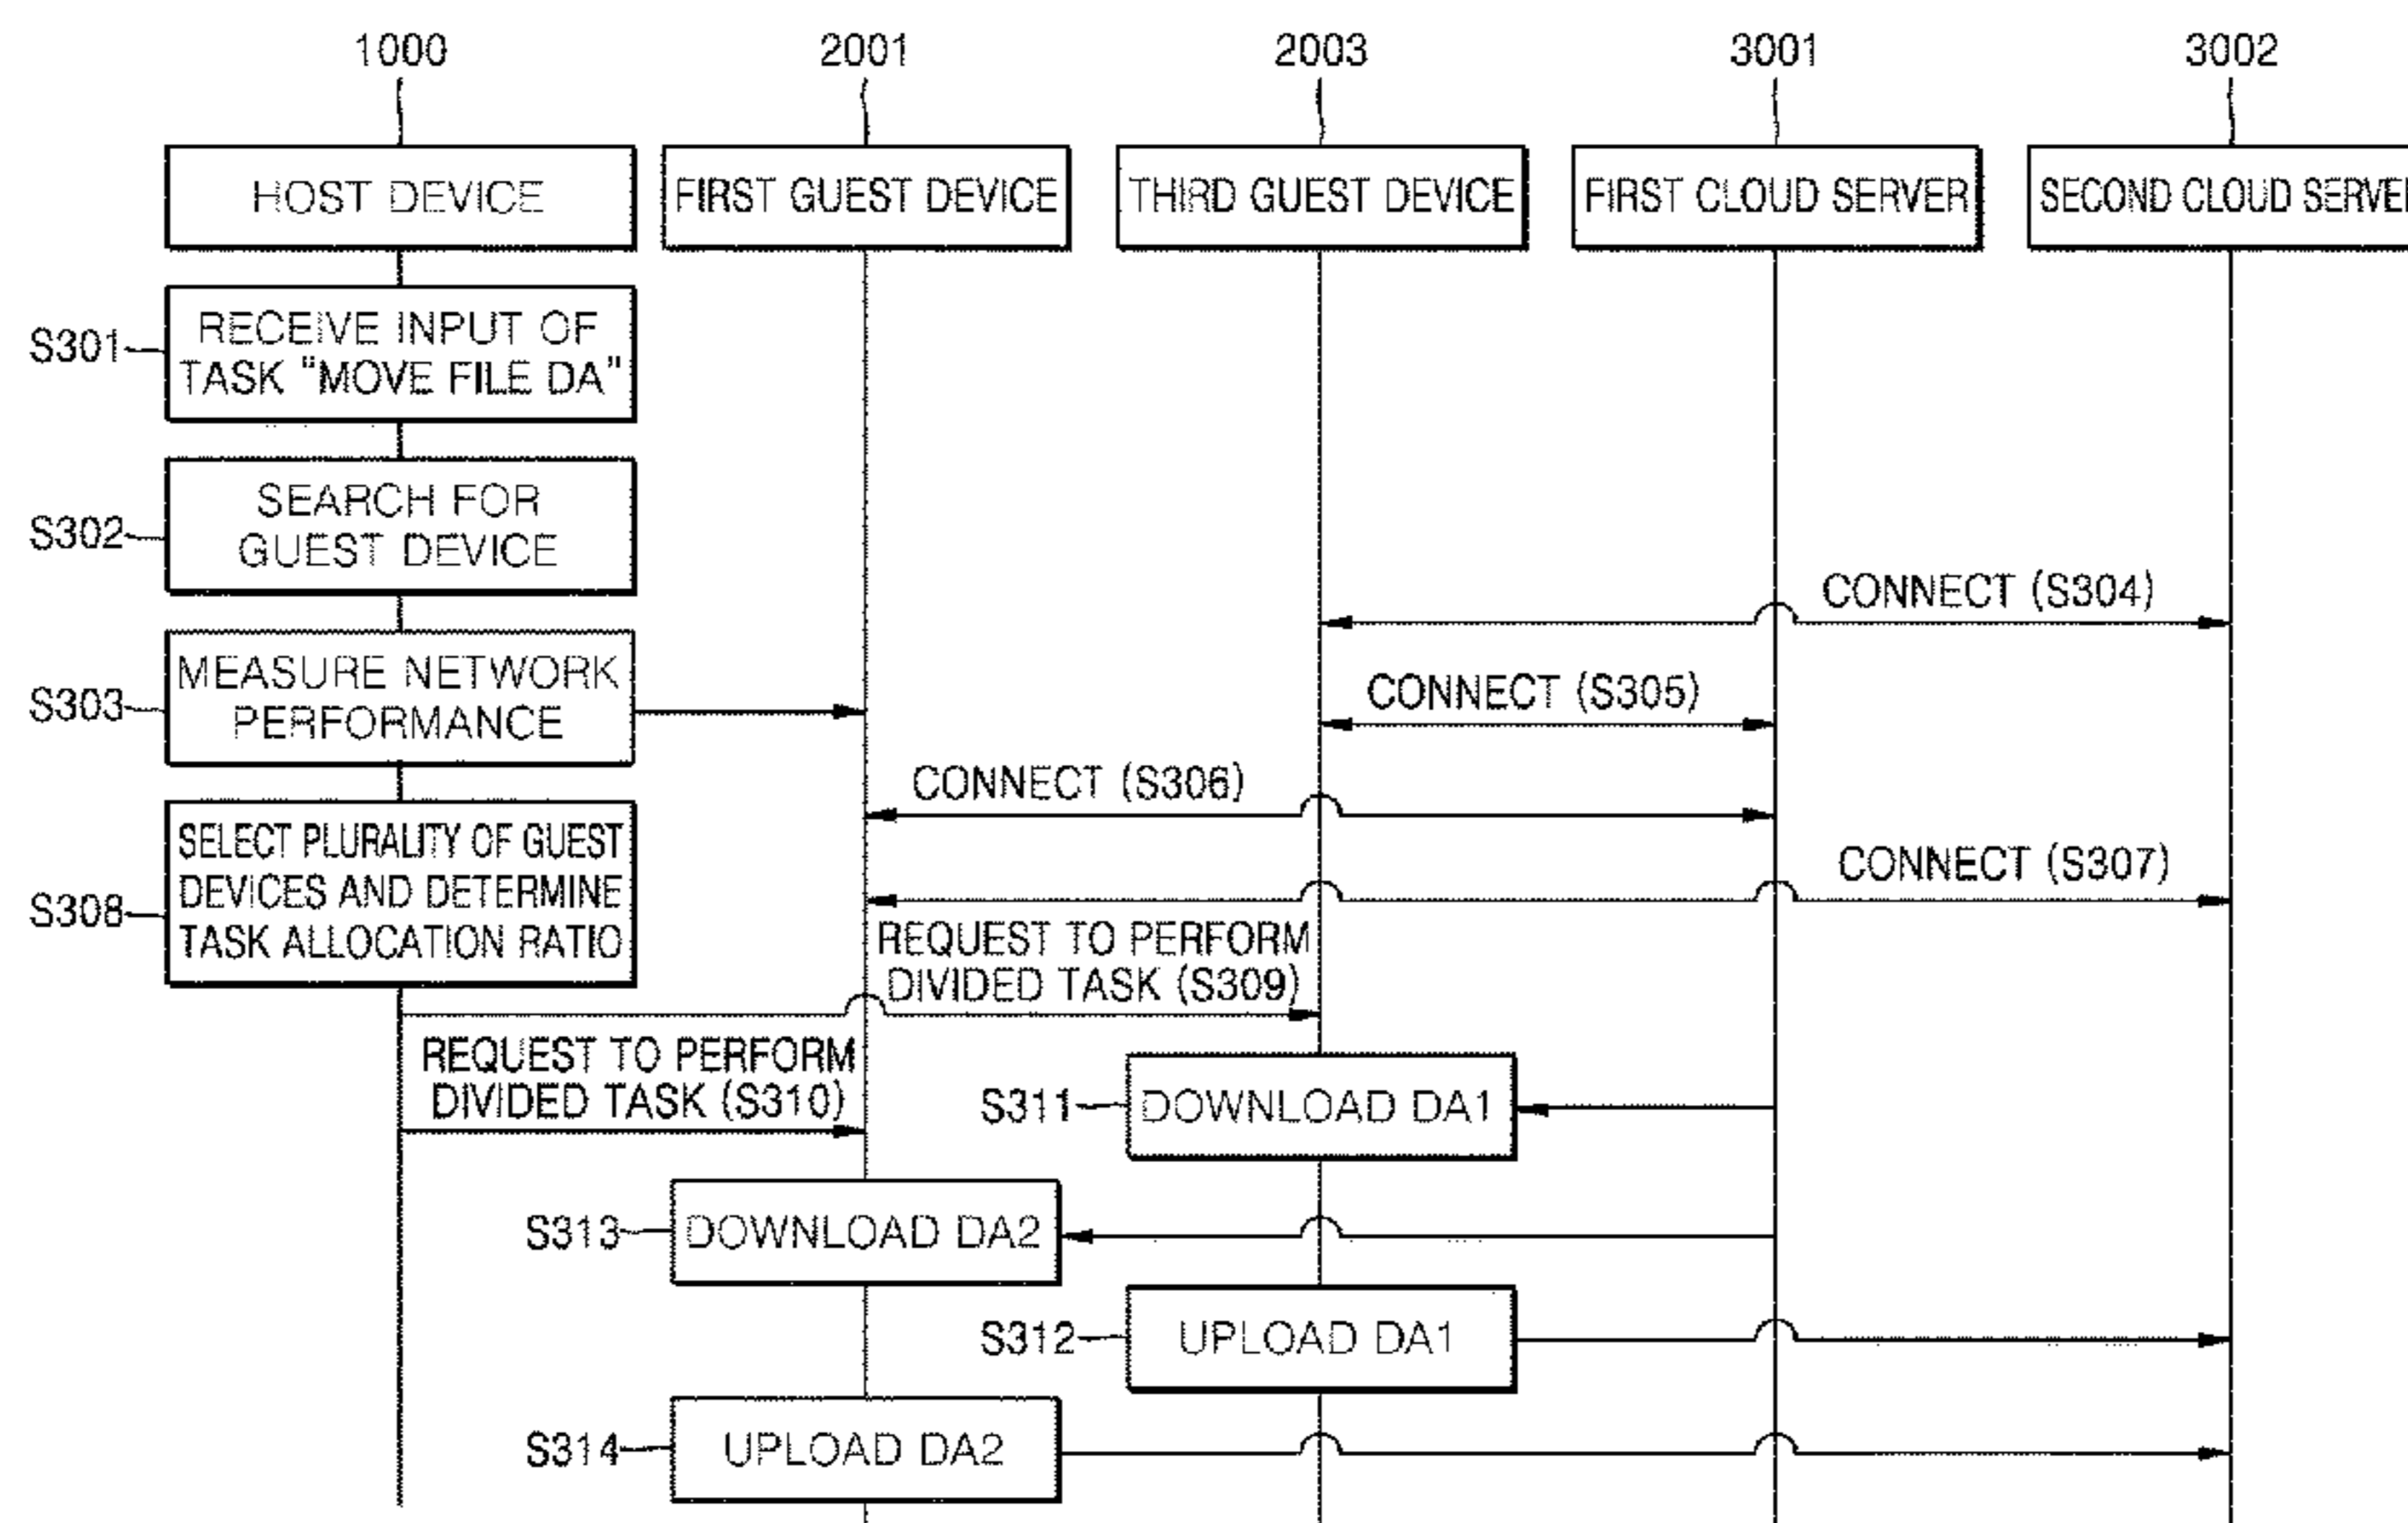 1000
2001
2003
3001
3002
HOST DEVICE
FIRST GUEST DEVICE
THIRD GUEST DEVICE
FIRST CLOUD SERVER
SECOND CLOUD SERVER
S301
RECEIVE INPUT OF
TASK "MOVE FILE DA"
S302
SEARCH FOR
GUEST DEVICE
CONNECT (S304)
S303
MEASURE NETWORK
PERFORMANCE
CONNECT (S305)
CONNECT (S306)
S308
SELECT PLURALITY OF GUEST
DEVICES AND DETERMINE
TASK ALLOCATION RATIO
CONNECT (S307)
REQUEST TO PERFORM
DIVIDED TASK (S309)
REQUEST TO PERFORM
DIVIDED TASK (S310)
S311
DOWNLOAD DA1
S313
DOWNLOAD DA2
S312
UPLOAD DA1
S314
UPLOAD DA2